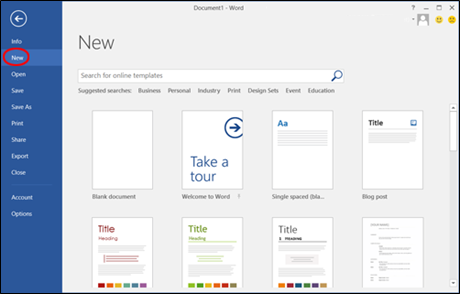 Document1 - Word
?
Info
New
Open
Save
Save As
Print
Share
Export
Close
Account
Options
New
Search for online templates
Suggested searches: Business Personal Industry Print Design Sets Event Education
Take a
tour
Aa
Title
Blank document
Welcome to Word
Single spaced (bla...
Blog post
Title
Heading
Title
Heading
Title
1. HEADING